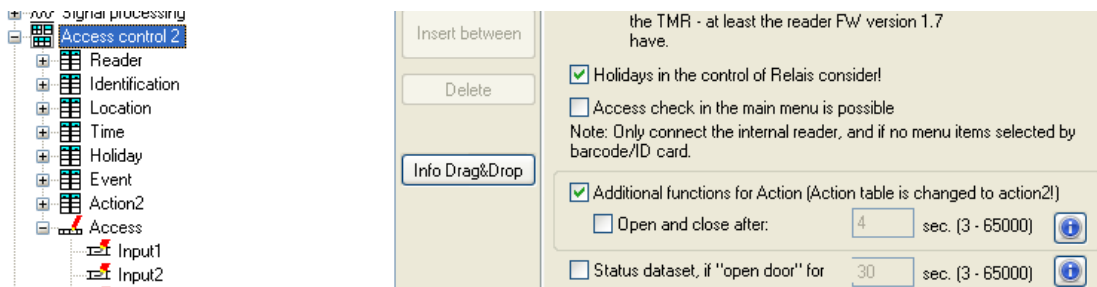 Signal processing
Access control 2
Reader
Identification
Location
Time
Holiday
Event
Action2
Access
Input1
Input2
Insert between
Delete
Info Drag&Drop
the TMR - at least the reader FW version 1.7
have.
Holidays in the control of Relais consider!
Access check in the main menu is possible
Note: Only connect the internal reader, and if no menu items selected by
barcode/ID card.
Additional functions for Action (Action table is changed to action2!)
Open and close after: 4 sec. (3 - 65000)
Status dataset, if "open door" for 30 sec. (3 - 65000)